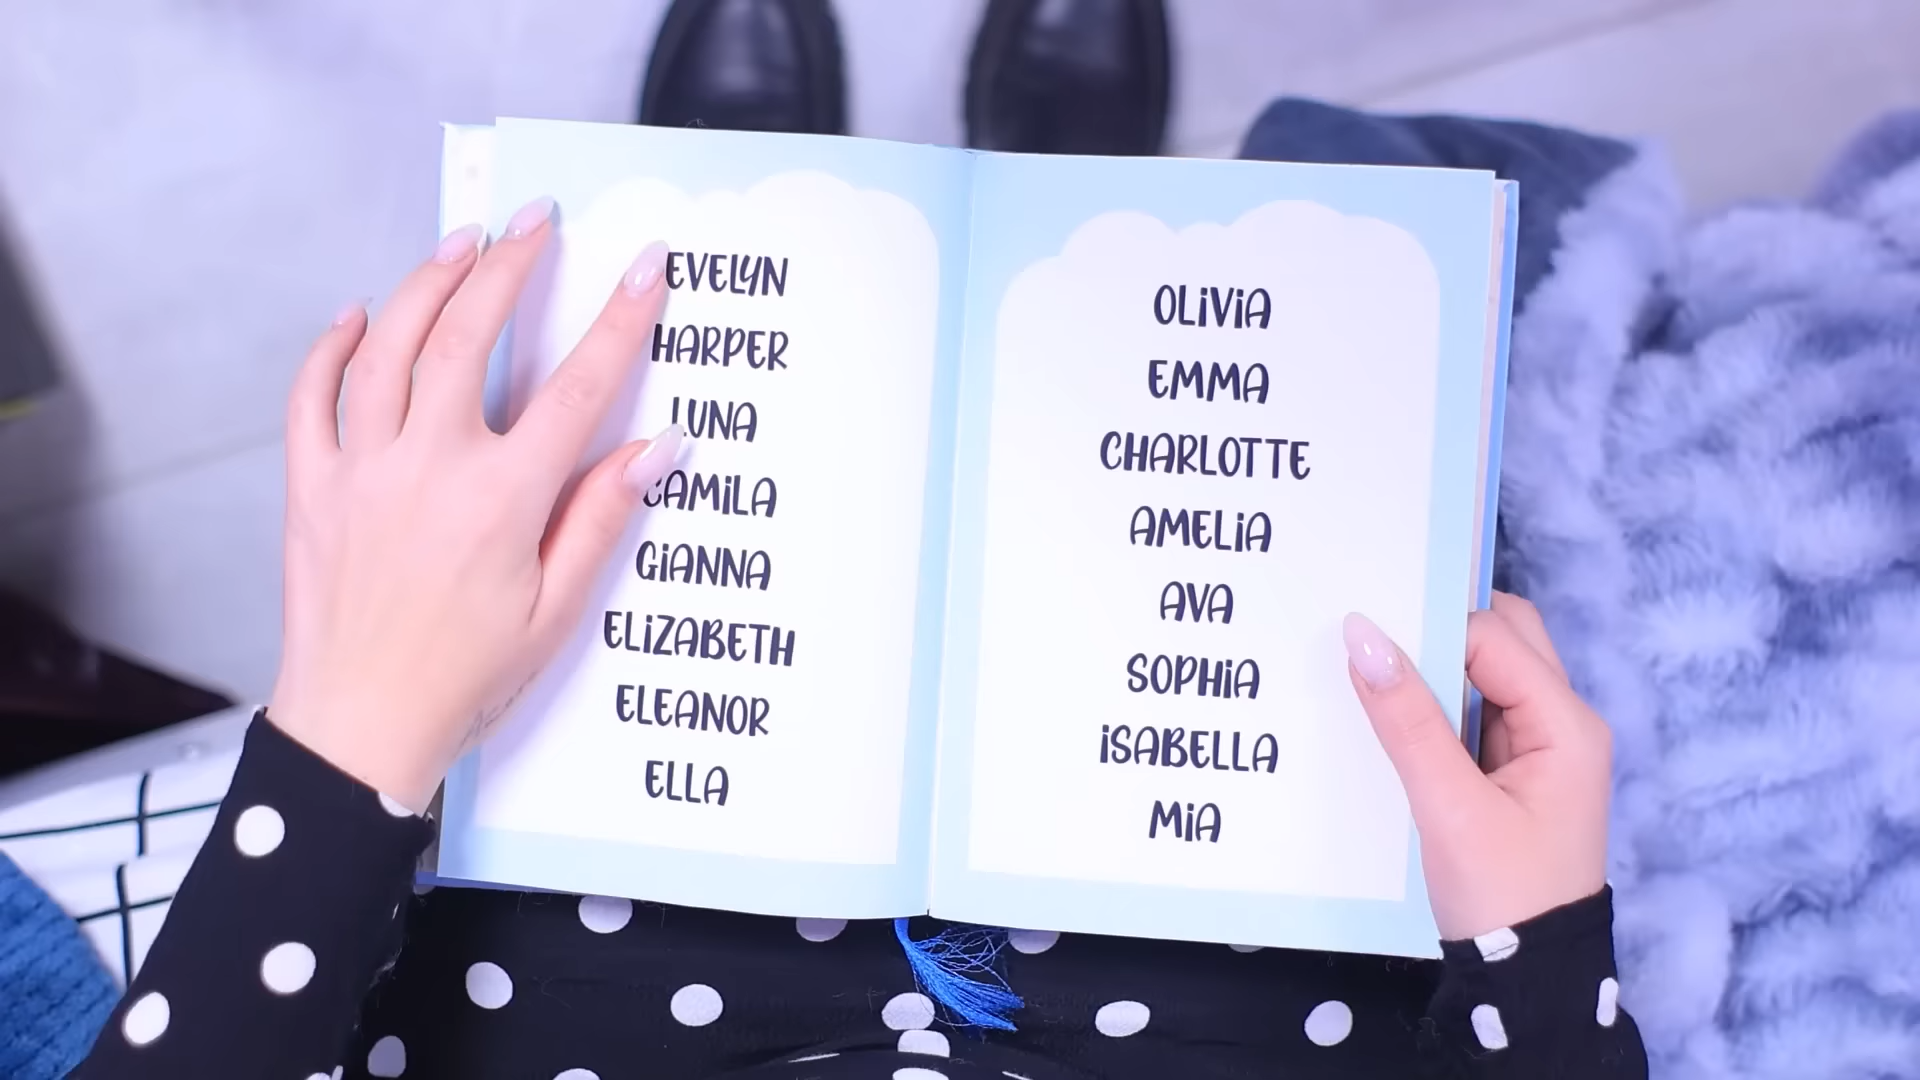 EVELYN
HARPER
LUNA
CAMiLA
GiANNA
ELiZABETH
ELEANOR
ELLA
OLiViA
EMMA
CHARLOTTE
AMELiA
AVA
SOPHiA
iSABELLA
MiA